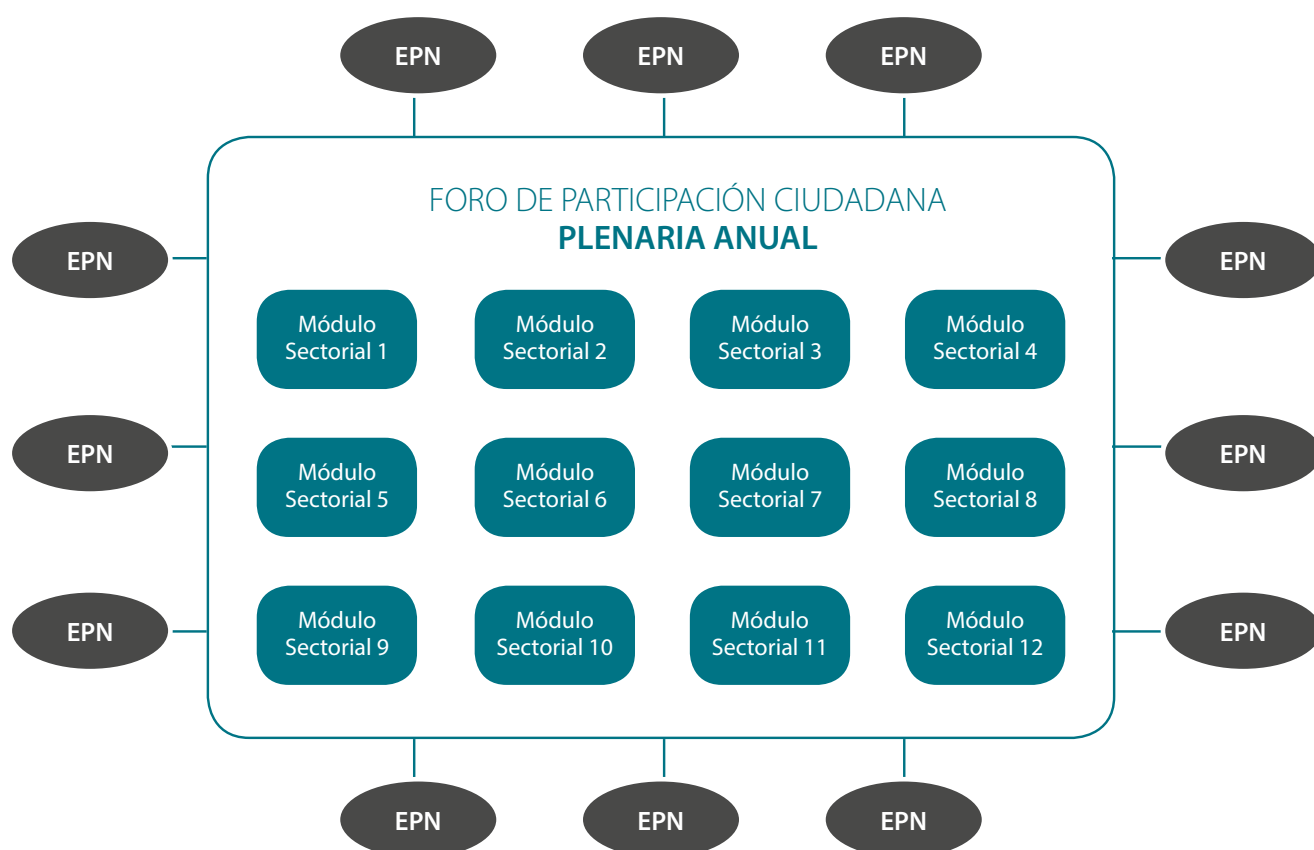 EPN
EPN
EPN
FORO DE PARTICIPACIÓN CIUDADANA
PLENARIA ANUAL
EPN
EPN
Módulo
Sectorial 1
Módulo
Sectorial 2
Módulo
Sectorial 3
Módulo
Sectorial 4
EPN
EPN
Módulo
Sectorial 5
Módulo
Sectorial 6
Módulo
Sectorial 7
Módulo
Sectorial 8
EPN
EPN
Módulo
Sectorial 9
Módulo
Sectorial 10
Módulo
Sectorial 11
Módulo
Sectorial 12
EPN
EPN
EPN